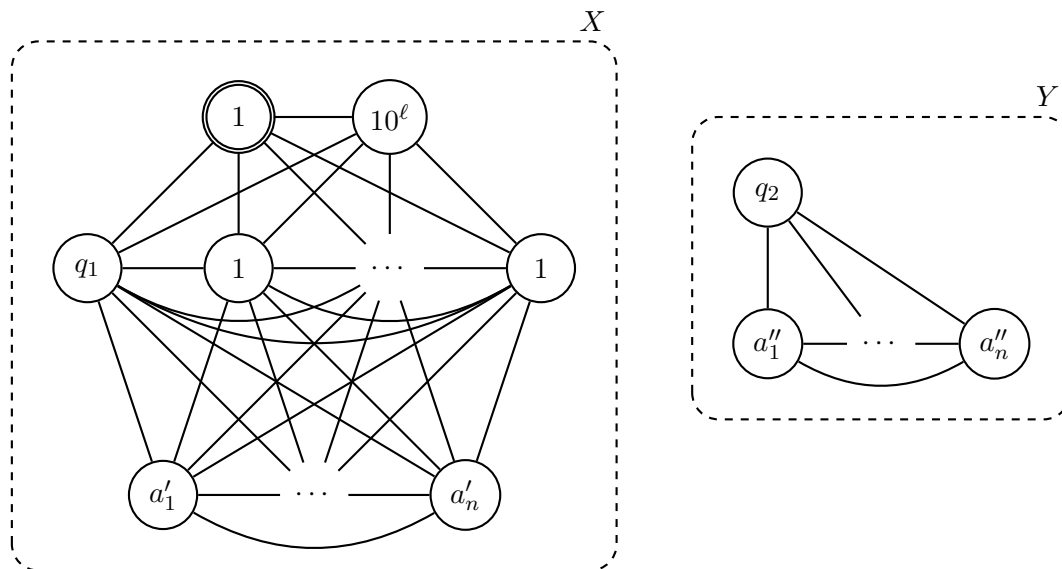 X
1 10^ℓ
Y
q₂
q₁ 1 ⋯ 1
a″₁ ⋯ a″ₙ
a′₁ ⋯ a′ₙ